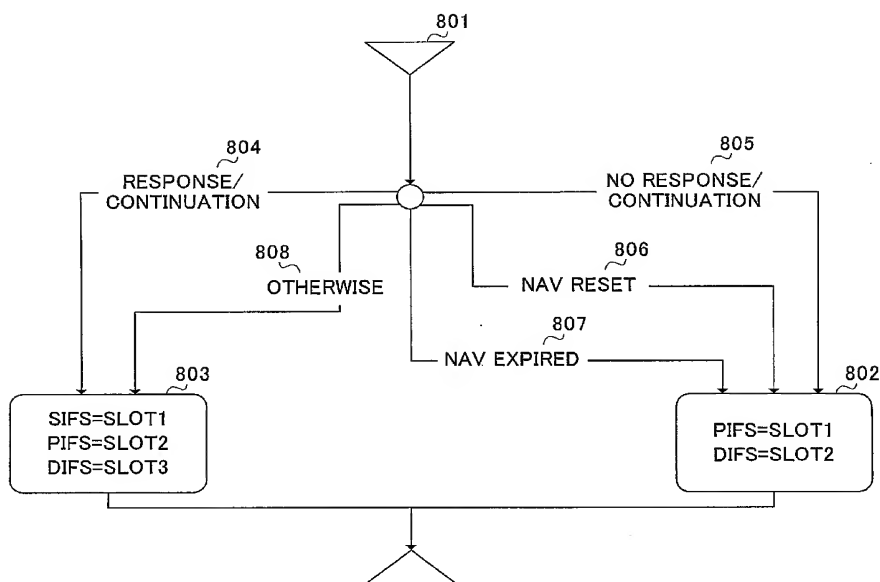 801
804
RESPONSE/
CONTINUATION
805
NO RESPONSE/
CONTINUATION
808
OTHERWISE
806
NAV RESET
807
NAV EXPIRED
803
SIFS=SLOT1
PIFS=SLOT2
DIFS=SLOT3
802
PIFS=SLOT1
DIFS=SLOT2